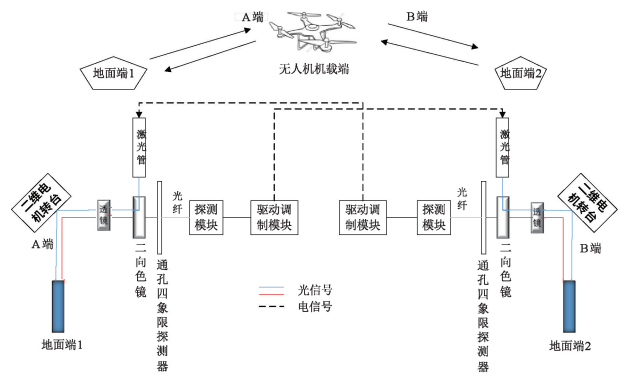 A端
B端
地面端1
无人机机载端
地面端2
激光管
激光管
二维电
机转台
透镜
光纤
探测
模块
驱动调
制模块
驱动调
制模块
探测
模块
光纤
透镜
二维电
机转台
A端
B端
二向色镜
通孔四象限探测器
通孔四象限探测器
二向色镜
光信号
电信号
地面端1
地面端2